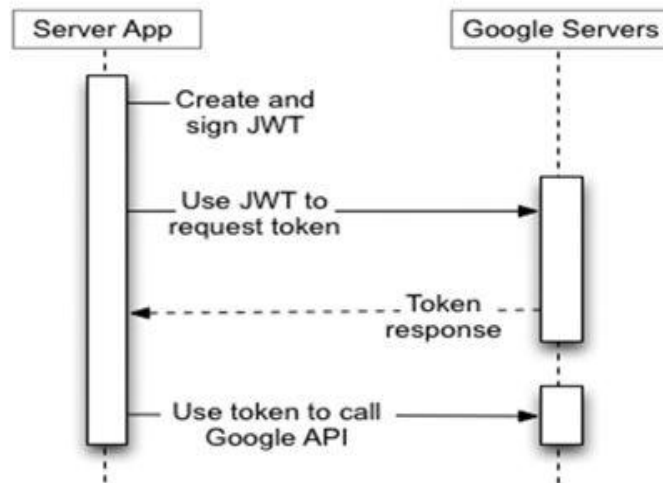 Server App
Google Servers
Create and
sign JWT
Use JWT to
request token
Token
response
Use token to call
Google API